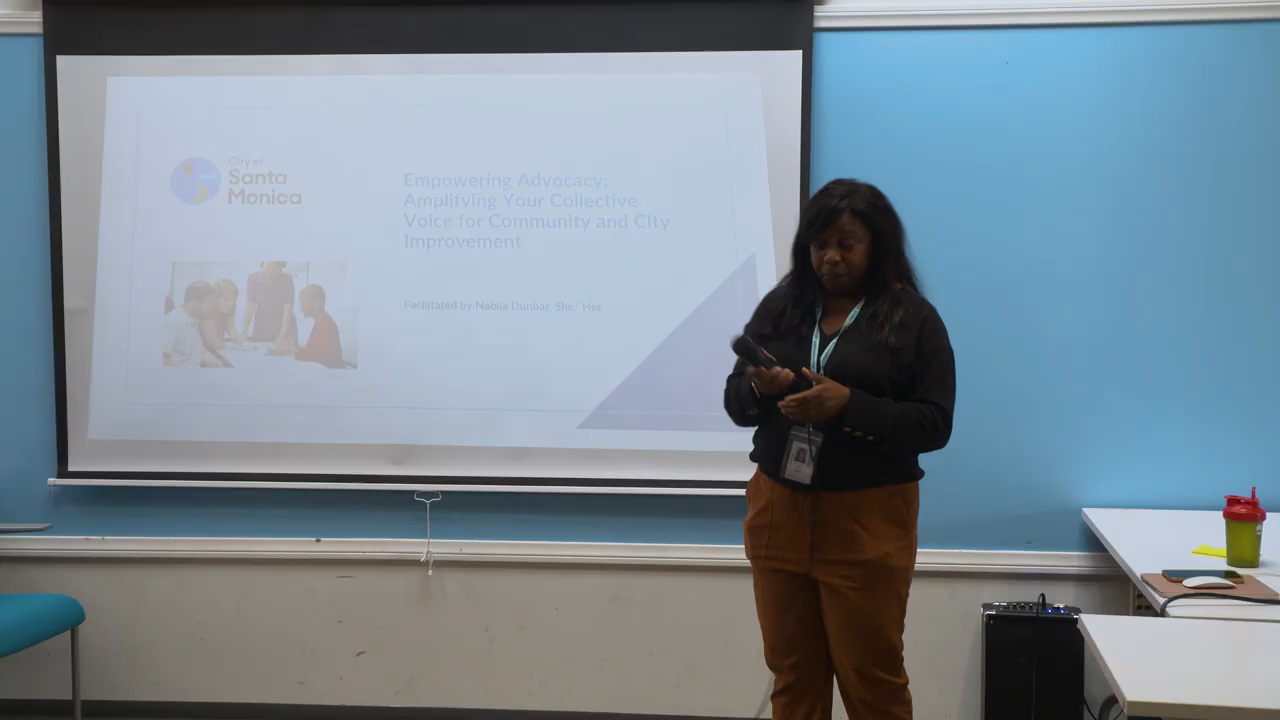 City of
Santa
Monica
Empowering Advocacy:
Amplifying Your Collective
Voice for Community and City
Improvement
Facilitated by Nabila Dunbar She/ Her